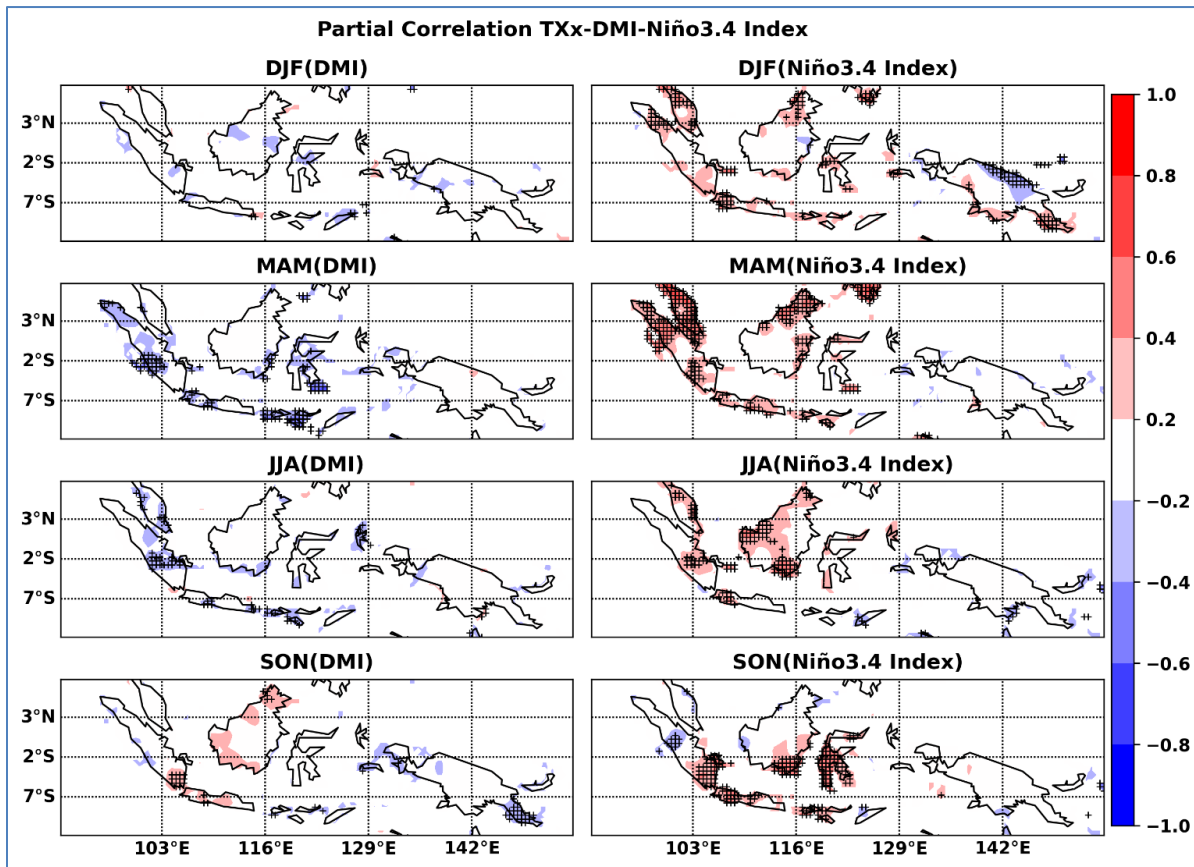 Partial Correlation TXx-DMI-Niño3.4 Index
DJF(DMI)
DJF(Niño3.4 Index)
3°N
2°S
7°S
MAM(DMI)
MAM(Niño3.4 Index)
3°N
2°S
7°S
JJA(DMI)
JJA(Niño3.4 Index)
3°N
2°S
7°S
SON(DMI)
SON(Niño3.4 Index)
3°N
2°S
7°S
103°E 116°E 129°E 142°E
103°E 116°E 129°E 142°E
1.0
0.8
0.6
0.4
0.2
−0.2
−0.4
−0.6
−0.8
−1.0